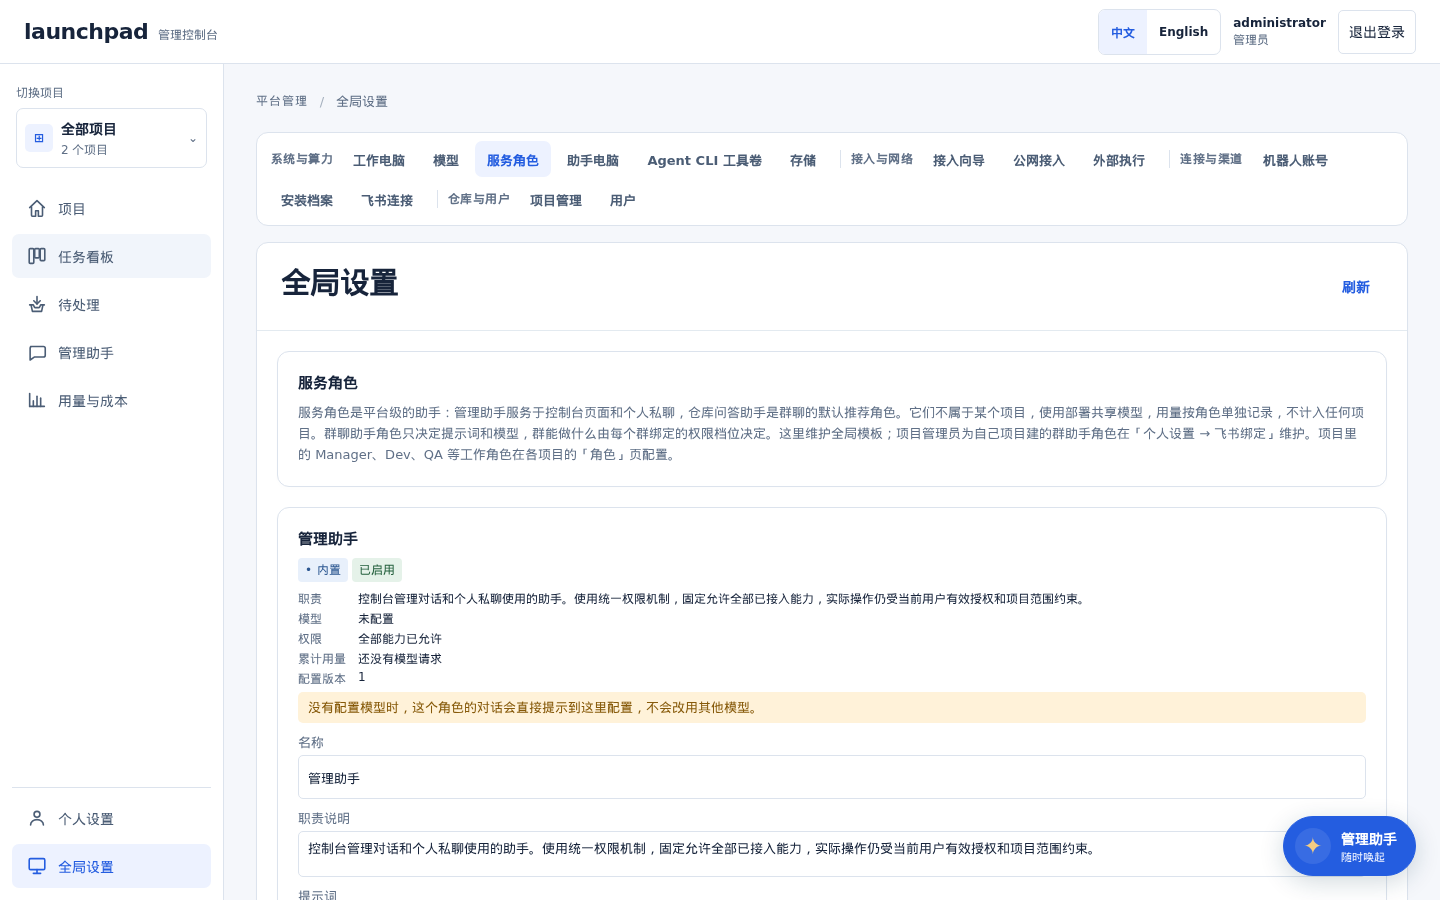 launchpad 管理控制台
中文 English administrator 管理员 退出登录
切换项目
全部项目
2 个项目
项目
任务看板
待处理
管理助手
用量与成本
个人设置
全局设置
平台管理 / 全局设置
系统与算力 工作电脑 模型 服务角色 助手电脑 Agent CLI 工具卷 存储 接入与网络 接入向导 公网接入 外部执行 连接与渠道 机器人账号
安装档案 飞书连接 仓库与用户 项目管理 用户
全局设置
刷新
服务角色
服务角色是平台级的助手：管理助手服务于控制台页面和个人私聊，仓库问答助手是群聊的默认推荐角色。它们不属于某个项目，使用部署共享模型，用量按角色单独记录，不计入任何项
目。群聊助手角色只决定提示词和模型，群能做什么由每个群绑定的权限档位决定。这里维护全局模板；项目管理员为自己项目建的群助手角色在「个人设置 → 飞书绑定」维护。项目里
的 Manager、Dev、QA 等工作角色在各项目的「角色」页配置。
管理助手
• 内置 已启用
职责 控制台管理对话和个人私聊使用的助手。使用统一权限机制，固定允许全部已接入能力，实际操作仍受当前用户有效授权和项目范围约束。
模型 未配置
权限 全部能力已允许
累计用量 还没有模型请求
配置版本 1
没有配置模型时，这个角色的对话会直接提示到这里配置，不会改用其他模型。
名称
管理助手
职责说明
控制台管理对话和个人私聊使用的助手。使用统一权限机制，固定允许全部已接入能力，实际操作仍受当前用户有效授权和项目范围约束。
提示词
管理助手
随时唤起